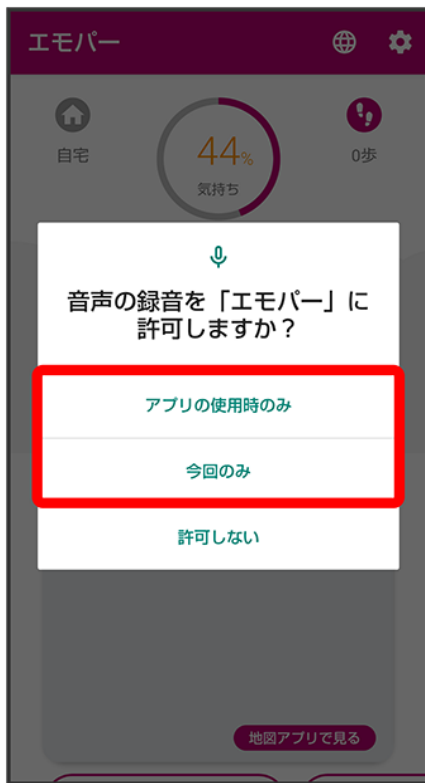 エモパー
自宅
44%
気持ち
0歩
音声の録音を「エモパー」に
許可しますか？
アプリの使用時のみ
今回のみ
許可しない
地図アプリで見る